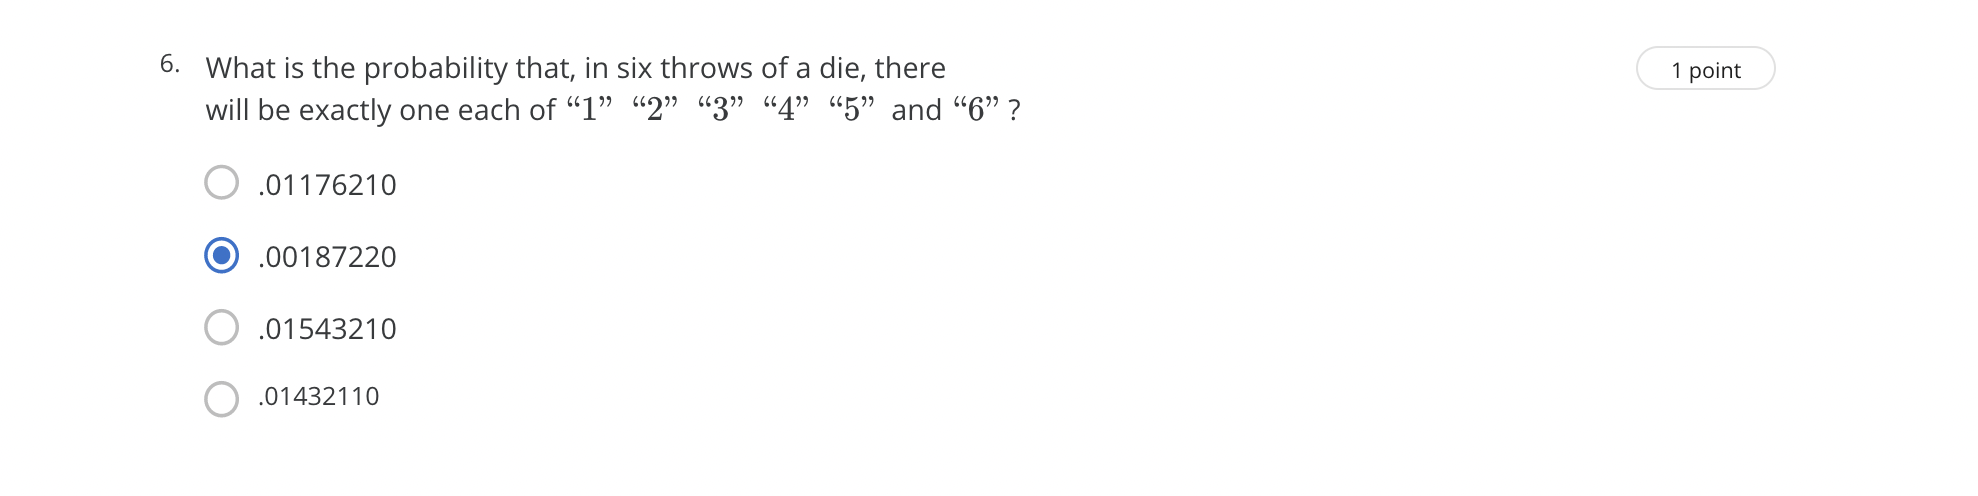 6. What is the probability that, in six throws of a die, there
1 point
will be exactly one each of “1” “2” “3” “4” “5” and “6” ?
.01176210
.00187220
.01543210
.01432110